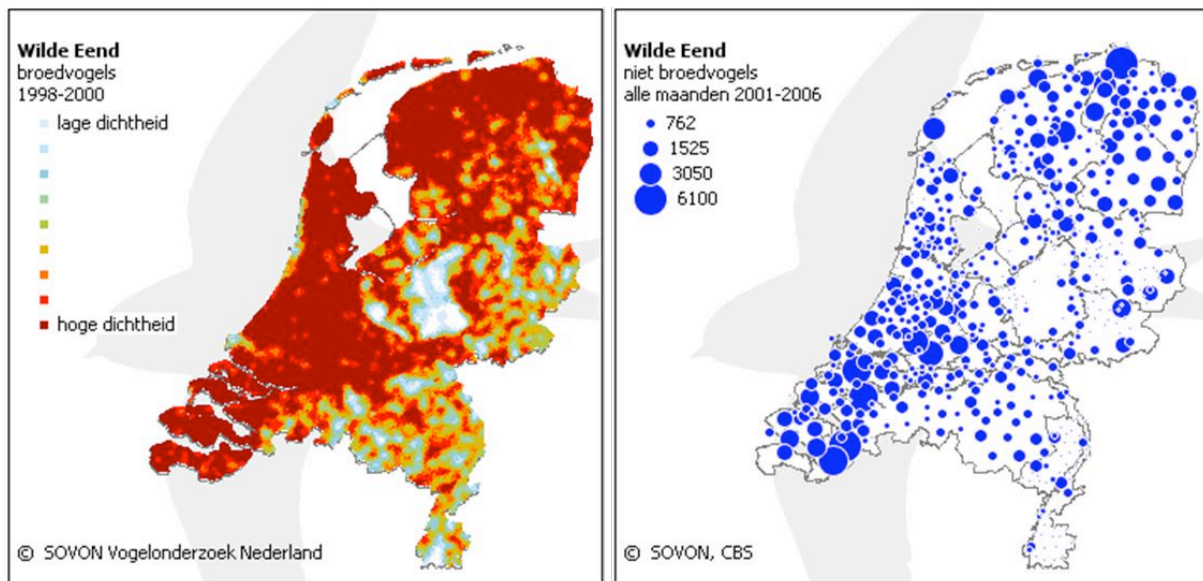 Wilde Eend
broedvogels
1998-2000
lage dichtheid
hoge dichtheid
© SOVON Vogelonderzoek Nederland
Wilde Eend
niet broedvogels
alle maanden 2001-2006
762
1525
3050
6100
© SOVON, CBS